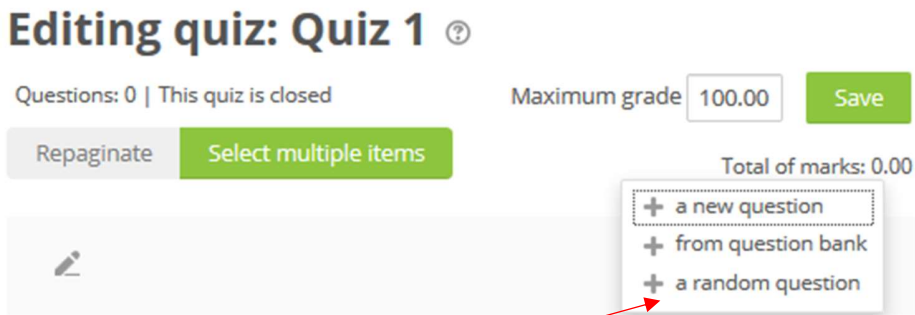 Editing quiz: Quiz 1
Questions: 0 | This quiz is closed
Maximum grade 100.00 Save
Repaginate Select multiple items
Total of marks: 0.00
+ a new question
+ from question bank
+ a random question